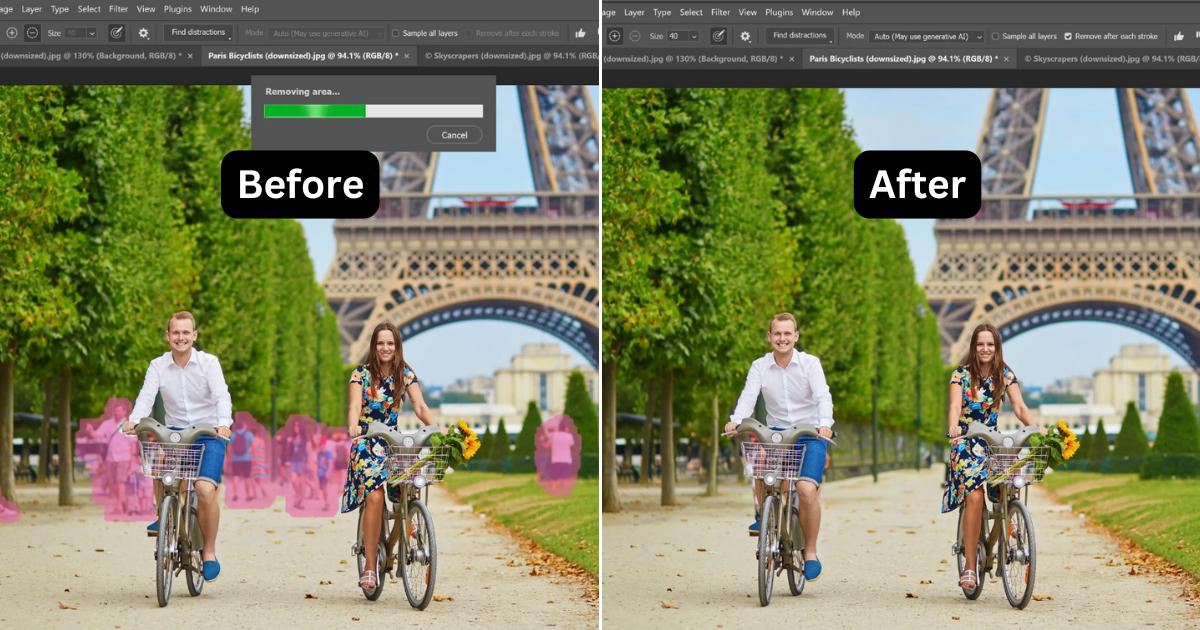 age Layer Type Select Filter View Plugins Window Help
Size 40 Find distractions Mode Auto (May use generative AI) Sample all layers Remove after each stroke
(downsized).jpg @ 130% (Background, RGB/8) * × Paris Bicyclists (downsized).jpg @ 94.1% (RGB/8) * × © Skyscrapers (downsized).jpg @ 94.1% (RGB/
Removing area...
Cancel
Before
age Layer Type Select Filter View Plugins Window Help
Size 40 Find distractions Mode Auto (May use generative AI) Sample all layers Remove after each stroke
(downsized).jpg @ 130% (Background, RGB/8) * × Paris Bicyclists (downsized).jpg @ 94.1% (RGB/8) * × © Skyscrapers (downsized).jpg @ 94.1% (RGB/
After